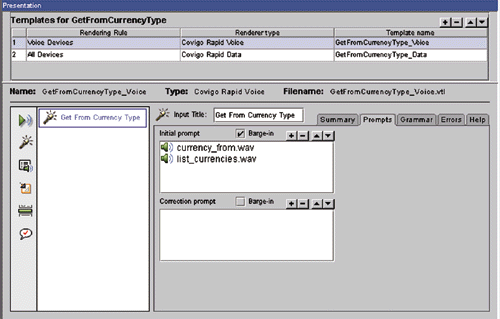 Presentation
Templates for GetFromCurrencyType
Rendering Rule Renderer type Template name
1 Voice Devices Covigo Rapid Voice GetFromCurrencyType_Voice
2 All Devices Covigo Rapid Data GetFromCurrencyType_Data
Name: GetFromCurrencyType_Voice Type: Covigo Rapid Voice Filename: GetFromCurrencyType_Voice.vtl
Get From Currency Type
Input Title: Get From Currency Type
Summary Prompts Grammar Errors Help
Initial prompt Barge-in
currency_from.wav
list_currencies.wav
Correction prompt Barge-in